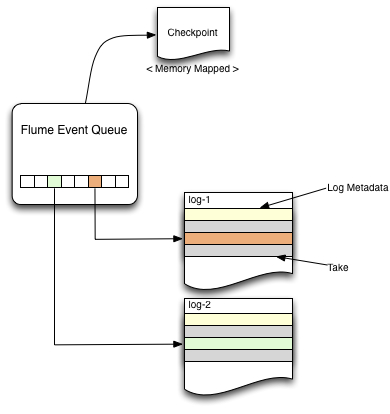 Checkpoint
< Memory Mapped >
Flume Event Queue
log-1
Log Metadata
Take
log-2